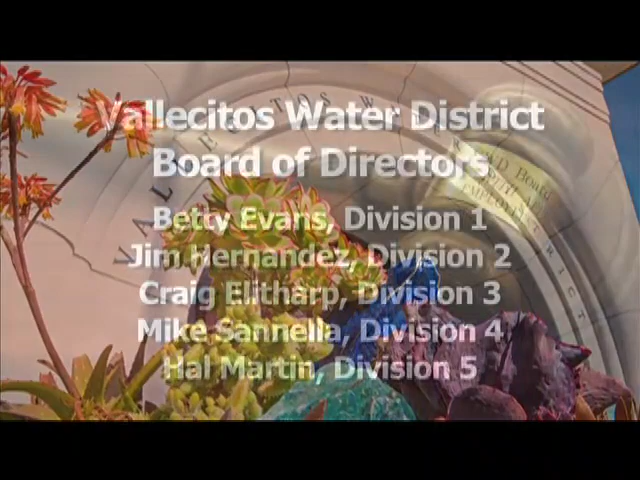 Vallecitos Water District
Board of Directors
Betty Evans, Division 1
Jim Hernandez, Division 2
Craig Elitharp, Division 3
Mike Sannella, Division 4
Hal Martin, Division 5